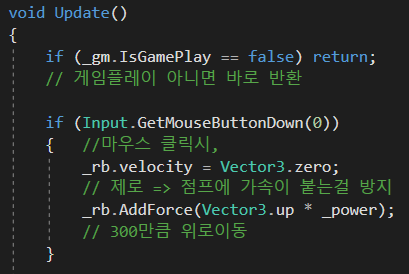 void Update()
{
if (_gm.IsGamePlay == false) return;
// 게임플레이 아니면 바로 반환
if (Input.GetMouseButtonDown(0))
{ //마우스 클릭시,
_rb.velocity = Vector3.zero;
// 제로 => 점프에 가속이 붙는걸 방지
_rb.AddForce(Vector3.up * _power);
// 300만큼 위로이동
}